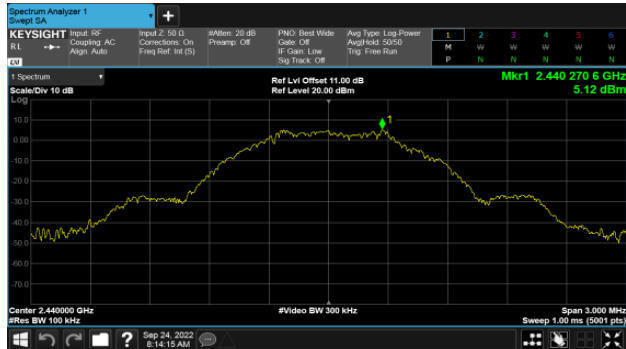 Spectrum Analyzer 1
Swept SA
+
KEYSIGHT Input: RF Input Z: 50 Ω #Atten: 20 dB PNO: Best Wide Avg Type: Log-Power 1 2 3 4 5 6
RL Coupling: AC Corrections: On Preamp: Off Gate: Off Avg|Hold: 50/50 M W W W W W
Align: Auto Freq Ref: Int (S) IF Gain: Low Trig: Free Run
LXI Sig Track: Off P N N N N N
1 Spectrum Ref Lvl Offset 11.00 dB Mkr1 2.440 270 6 GHz
Scale/Div 10 dB Ref Level 20.00 dBm 5.12 dBm
Log
10.0
1
0.00
-10.0
-20.0
-30.0
-40.0
-50.0
-60.0
-70.0
Center 2.440000 GHz #Video BW 300 kHz Span 3.000 MHz
#Res BW 100 kHz Sweep 1.00 ms (5001 pts)
? Sep 24, 2022
8:14:15 AM